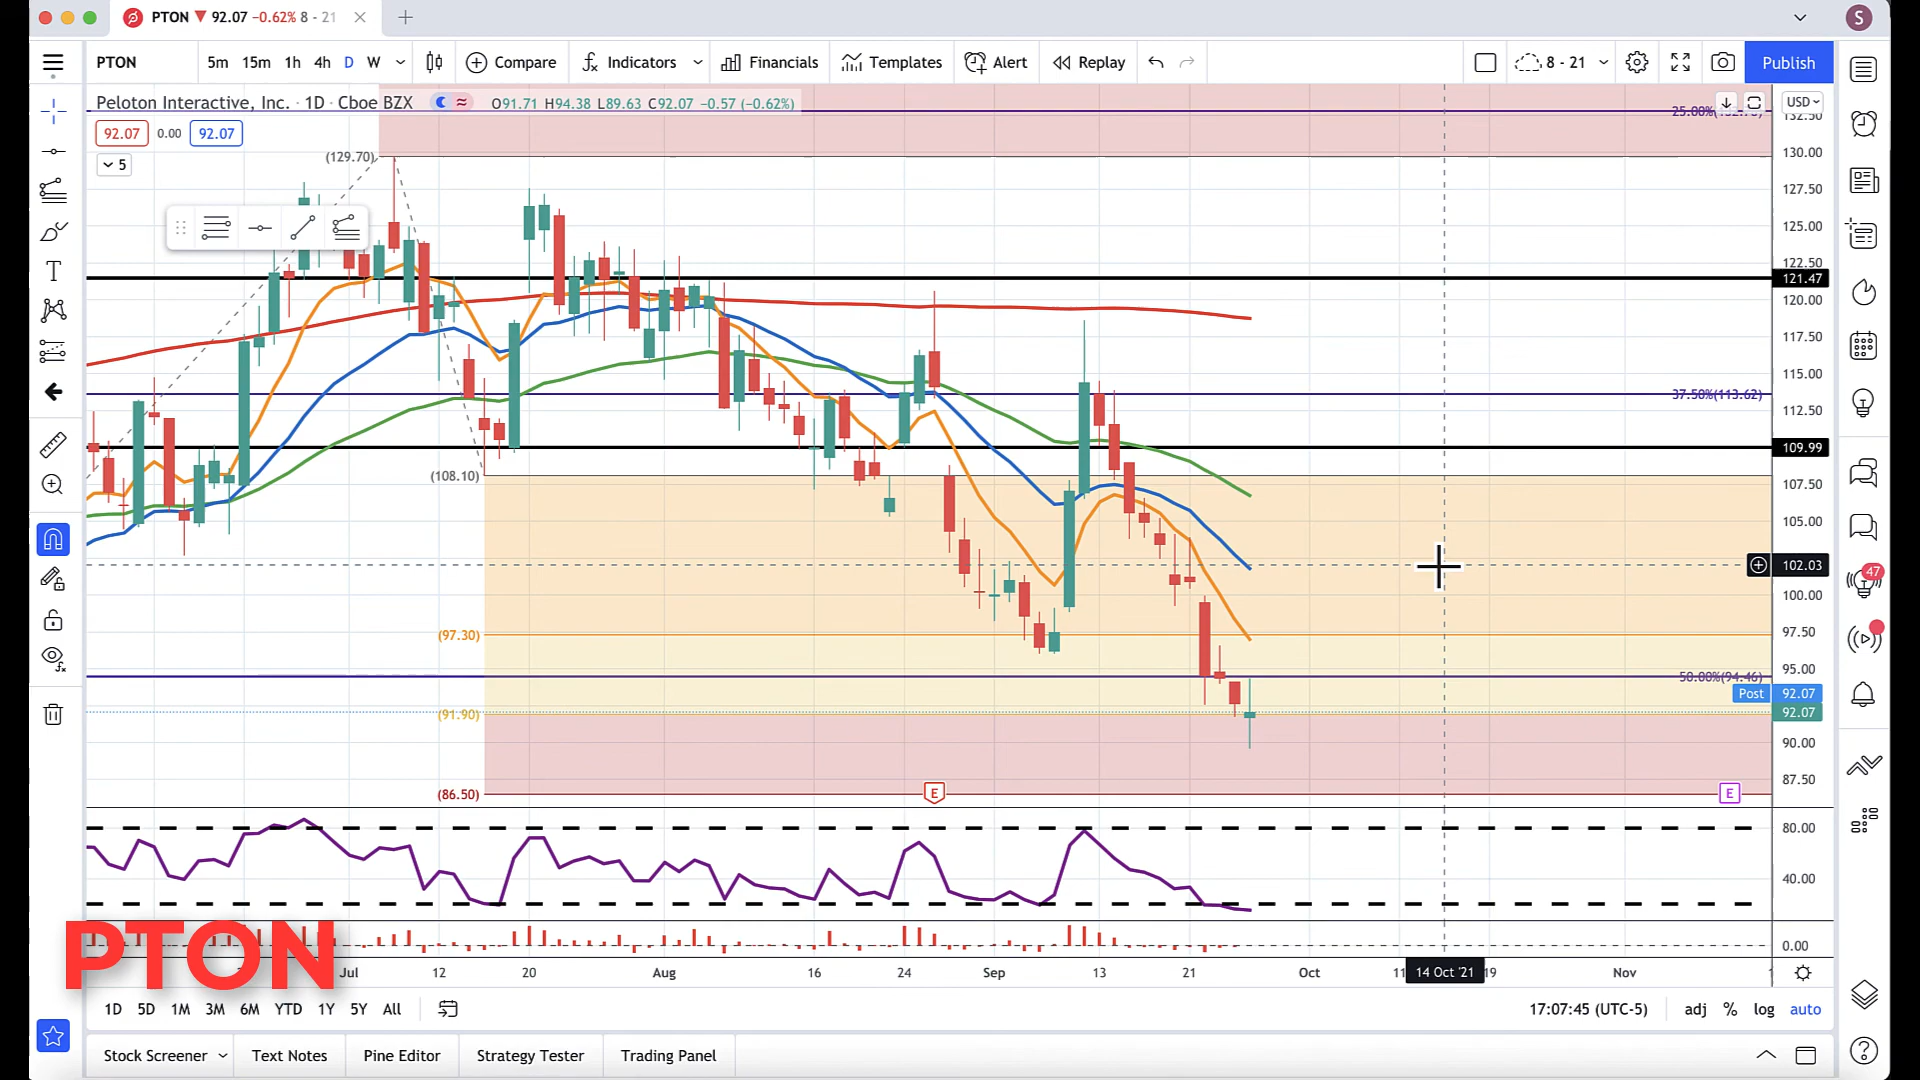 PTON ▼ 92.07 −0.62% 8 - 21
S
PTON 5m 15m 1h 4h D W Compare Indicators Financials Templates Alert Replay 8 - 21 Publish
Peloton Interactive, Inc. · 1D · Cboe BZX O91.71 H94.38 L89.63 C92.07 −0.57 (−0.62%)
USD
25.00%
132.50
92.07 0.00 92.07
5
(129.70)
130.00
127.50
125.00
122.50
121.47
120.00
117.50
115.00
37.50%(113.62)
112.50
109.99
(108.10)
107.50
105.00
102.03
100.00
(97.30)
97.50
95.00
50.00%(94.46)
Post 92.07
(91.90)
92.07
90.00
87.50
(86.50)
E
E
80.00
40.00
0.00
47
PTON
Jul 12 20 Aug 16 24 Sep 13 21 Oct 11 14 Oct '21 19 Nov
1D 5D 1M 3M 6M YTD 1Y 5Y All
17:07:45 (UTC-5) adj % log auto
Stock Screener Text Notes Pine Editor Strategy Tester Trading Panel